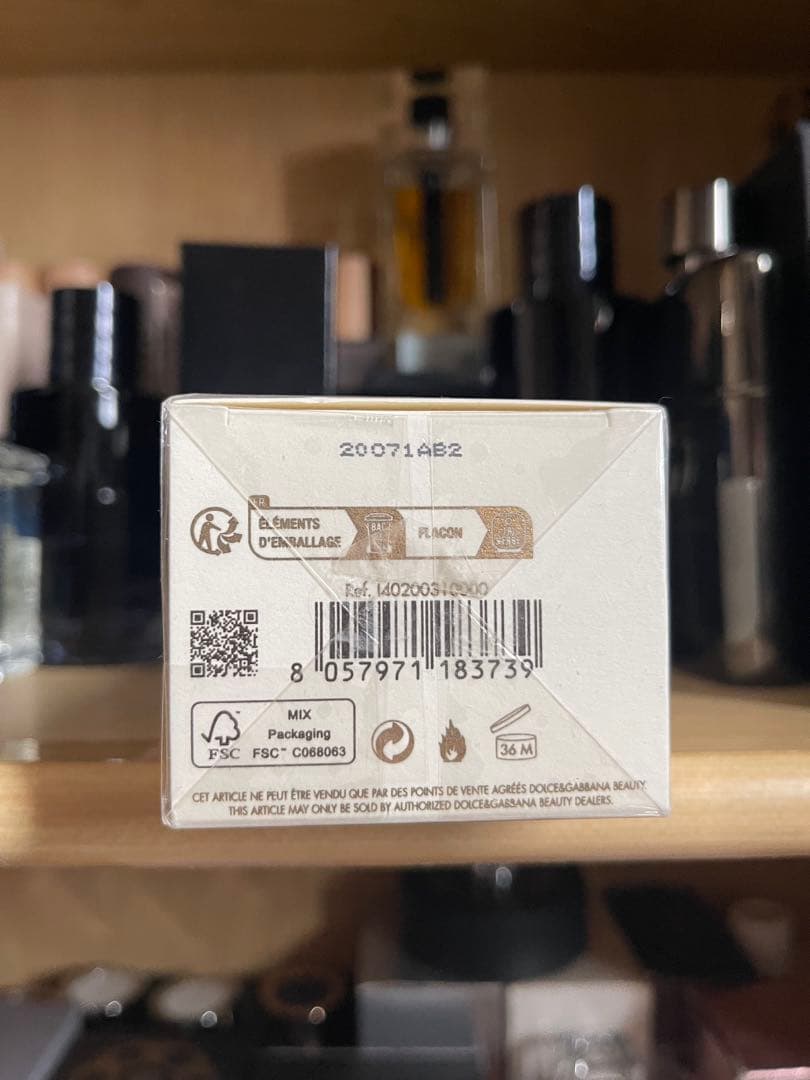 20071AB2
FR
ÉLÉMENTS
D'EMBALLAGE
BAC
FLACON
Ref. I40200310000
8 057971 183739
MIX
Packaging
FSC FSC™ C068063
36 M
CET ARTICLE NE PEUT ÊTRE VENDU QUE PAR DES POINTS DE VENTE AGRÉÉS DOLCE&GABBANA BEAUTY.
THIS ARTICLE MAY ONLY BE SOLD BY AUTHORIZED DOLCE&GABBANA BEAUTY DEALERS.